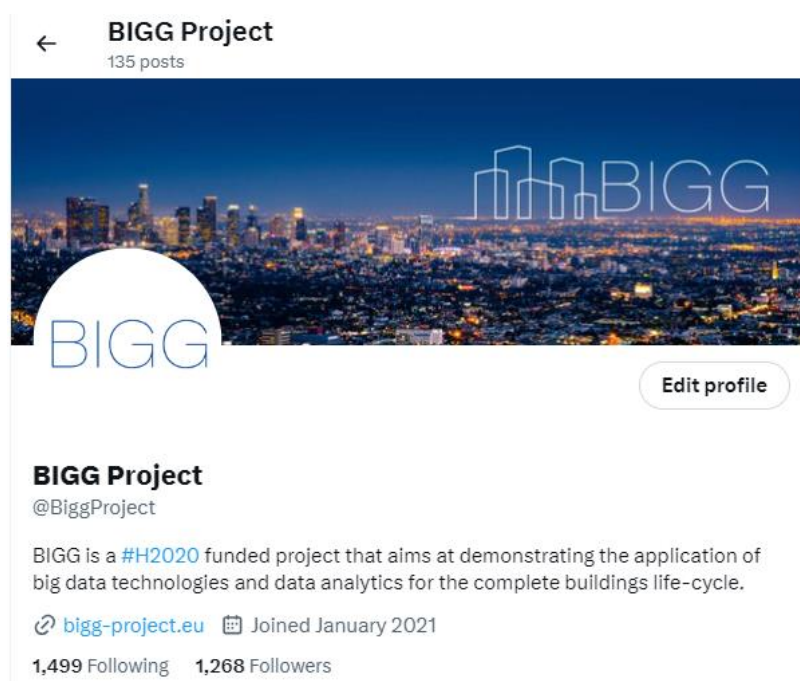 BIGG Project
135 posts
BIGG
BIGG
Edit profile
BIGG Project
@BiggProject
BIGG is a #H2020 funded project that aims at demonstrating the application of
big data technologies and data analytics for the complete buildings life-cycle.
bigg-project.eu Joined January 2021
1,499 Following 1,268 Followers